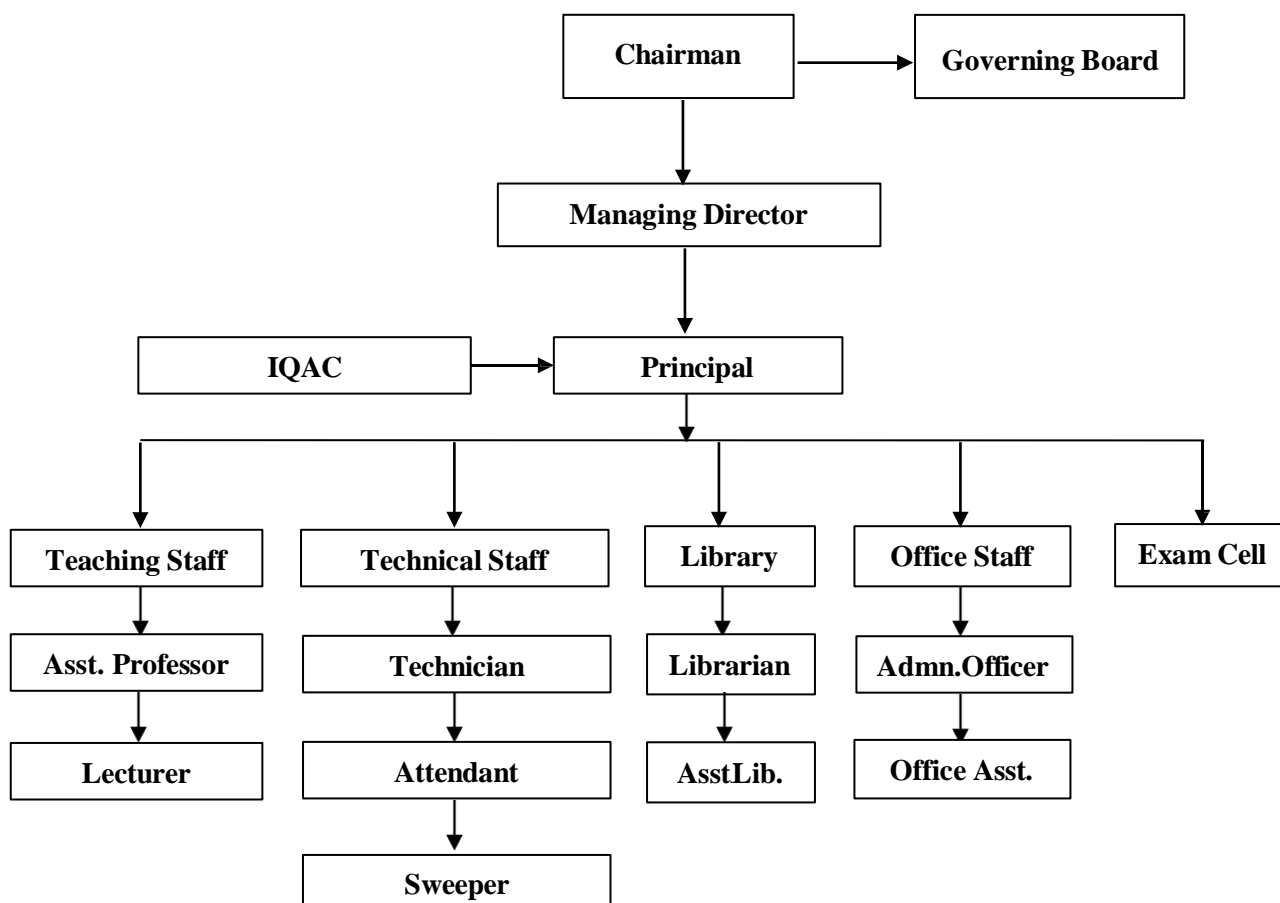 Chairman
Governing Board
Managing Director
IQAC
Principal
Teaching Staff
Technical Staff
Library
Office Staff
Exam Cell
Asst. Professor
Technician
Librarian
Admn.Officer
Lecturer
Attendant
AsstLib.
Office Asst.
Sweeper